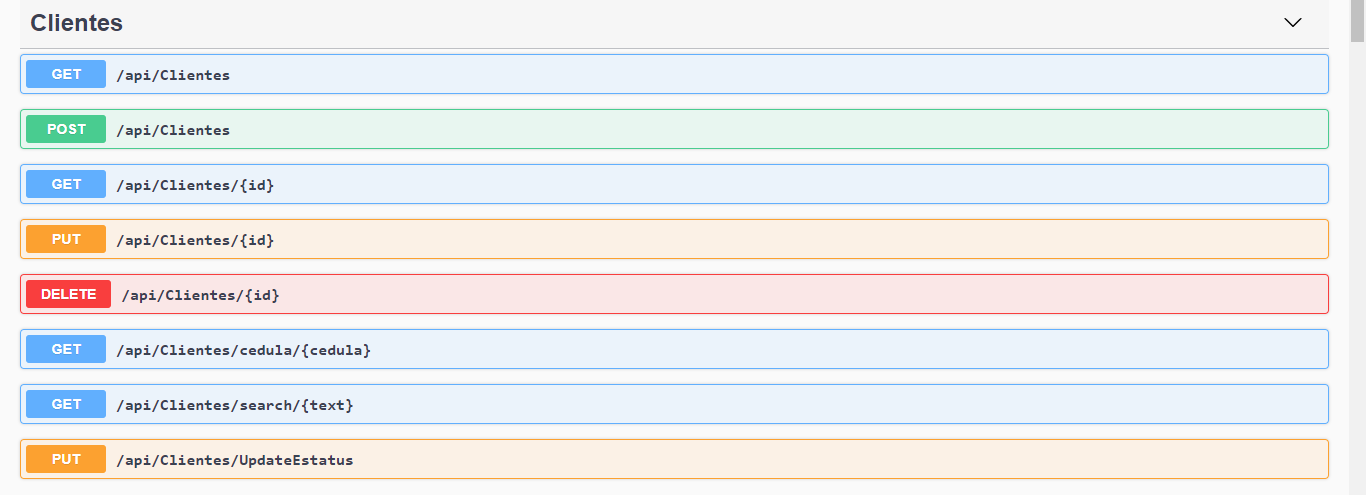 Clientes
GET /api/Clientes
POST /api/Clientes
GET /api/Clientes/{id}
PUT /api/Clientes/{id}
DELETE /api/Clientes/{id}
GET /api/Clientes/cedula/{cedula}
GET /api/Clientes/search/{text}
PUT /api/Clientes/UpdateEstatus